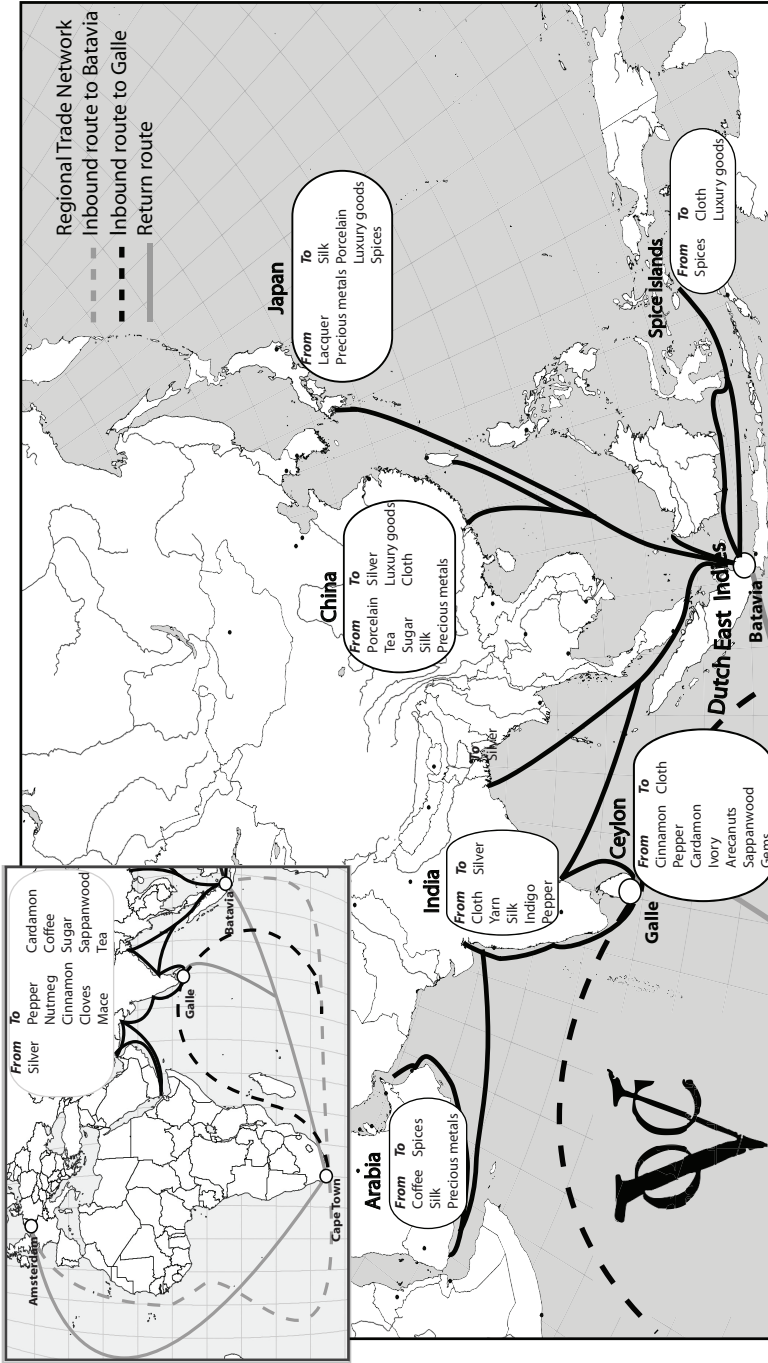 Regional Trade Network
Inbound route to Batavia
Inbound route to Galle
Return route
From To
Silver Pepper Cardamon
Nutmeg Coffee
Cinnamon Sugar
Cloves Sappanwood
Mace Tea
Amsterdam
Cape Town
Galle
Batavia
Japan
From To
Lacquer Silk
Precious metals Porcelain
Luxury goods
Spices
China
From To
Porcelain Silver
Tea Luxury goods
Sugar Cloth
Silk
Precious metals
Spice Islands
From To
Spices Cloth
Luxury goods
Arabia
From To
Coffee Spices
Silk
Precious metals
India
From To
Cloth Silver
Yarn
Silk
Indigo
Pepper
To
Silver
Ceylon
From To
Cinnamon Cloth
Pepper
Cardamon
Ivory
Arecanuts
Sappanwood
Gems
Galle
Dutch East Indies
Batavia
VOC